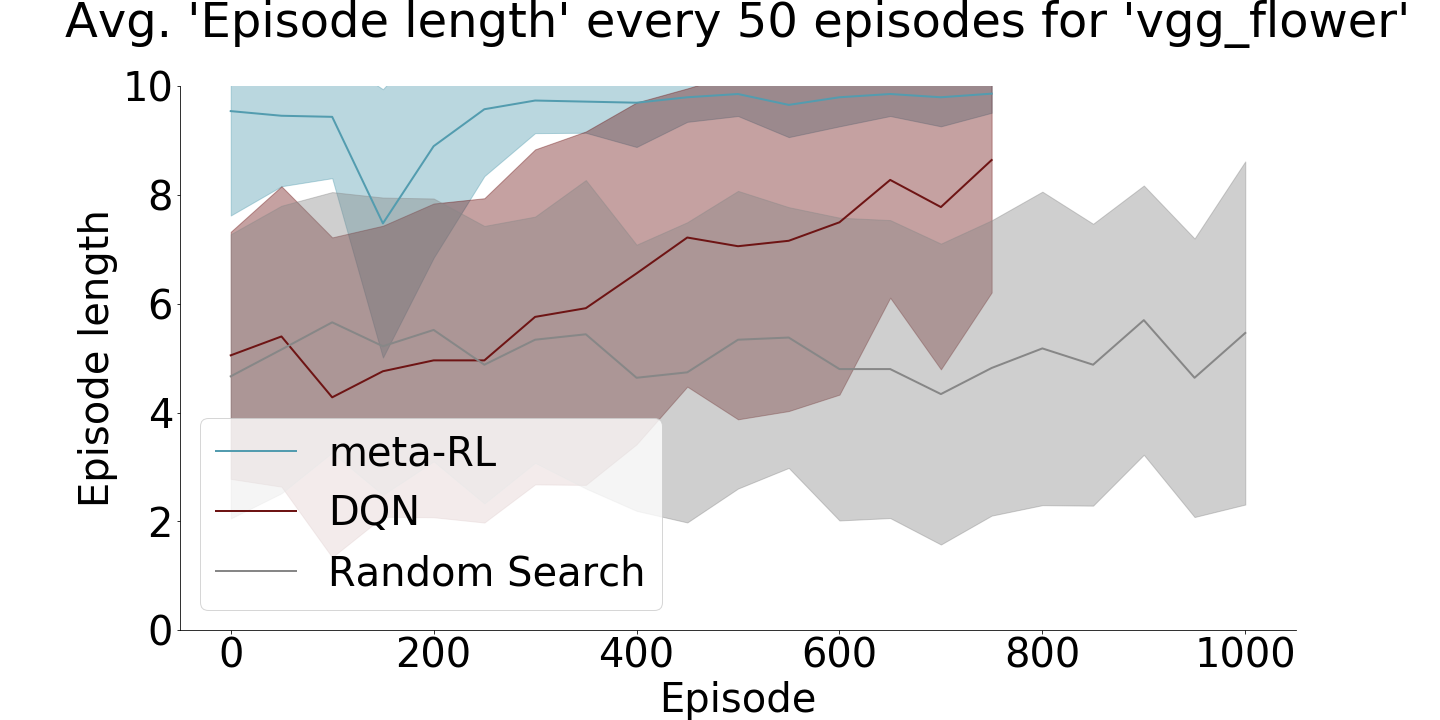 Avg. 'Episode length' every 50 episodes for 'vgg_flower'
10
8
6
4
2
0
Episode length
meta-RL
DQN
Random Search
0 200 400 600 800 1000
Episode